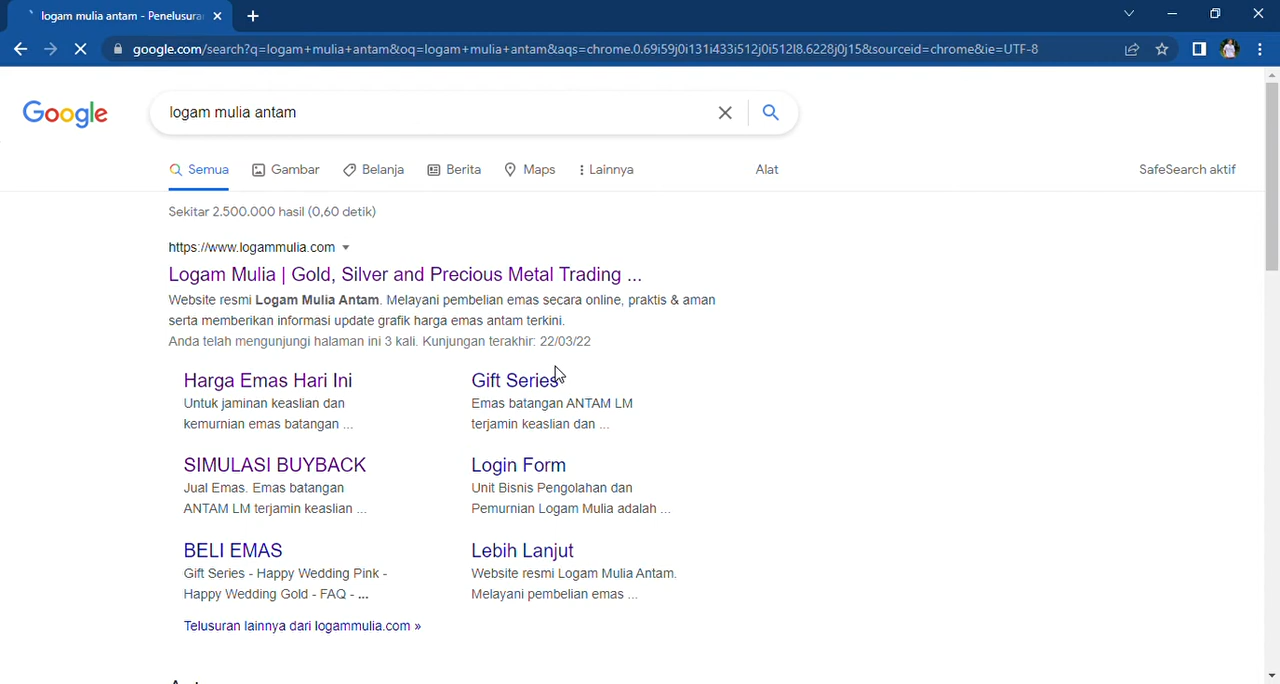 logam mulia antam - Penelusura
google.com/search?q=logam+mulia+antam&oq=logam+mulia+antam&aqs=chrome.0.69i59j0i131i433i512j0i512l8.6228j0j15&sourceid=chrome&ie=UTF-8
Google
logam mulia antam
Semua Gambar Belanja Berita Maps Lainnya Alat SafeSearch aktif
Sekitar 2.500.000 hasil (0,60 detik)
https://www.logammulia.com
Logam Mulia | Gold, Silver and Precious Metal Trading ...
Website resmi Logam Mulia Antam. Melayani pembelian emas secara online, praktis & aman
serta memberikan informasi update grafik harga emas antam terkini.
Anda telah mengunjungi halaman ini 3 kali. Kunjungan terakhir: 22/03/22
Harga Emas Hari Ini
Untuk jaminan keaslian dan
kemurnian emas batangan ...
Gift Series
Emas batangan ANTAM LM
terjamin keaslian dan ...
SIMULASI BUYBACK
Jual Emas. Emas batangan
ANTAM LM terjamin keaslian ...
Login Form
Unit Bisnis Pengolahan dan
Pemurnian Logam Mulia adalah ...
BELI EMAS
Gift Series - Happy Wedding Pink -
Happy Wedding Gold - FAQ - ...
Lebih Lanjut
Website resmi Logam Mulia Antam.
Melayani pembelian emas ...
Telusuran lainnya dari logammulia.com »